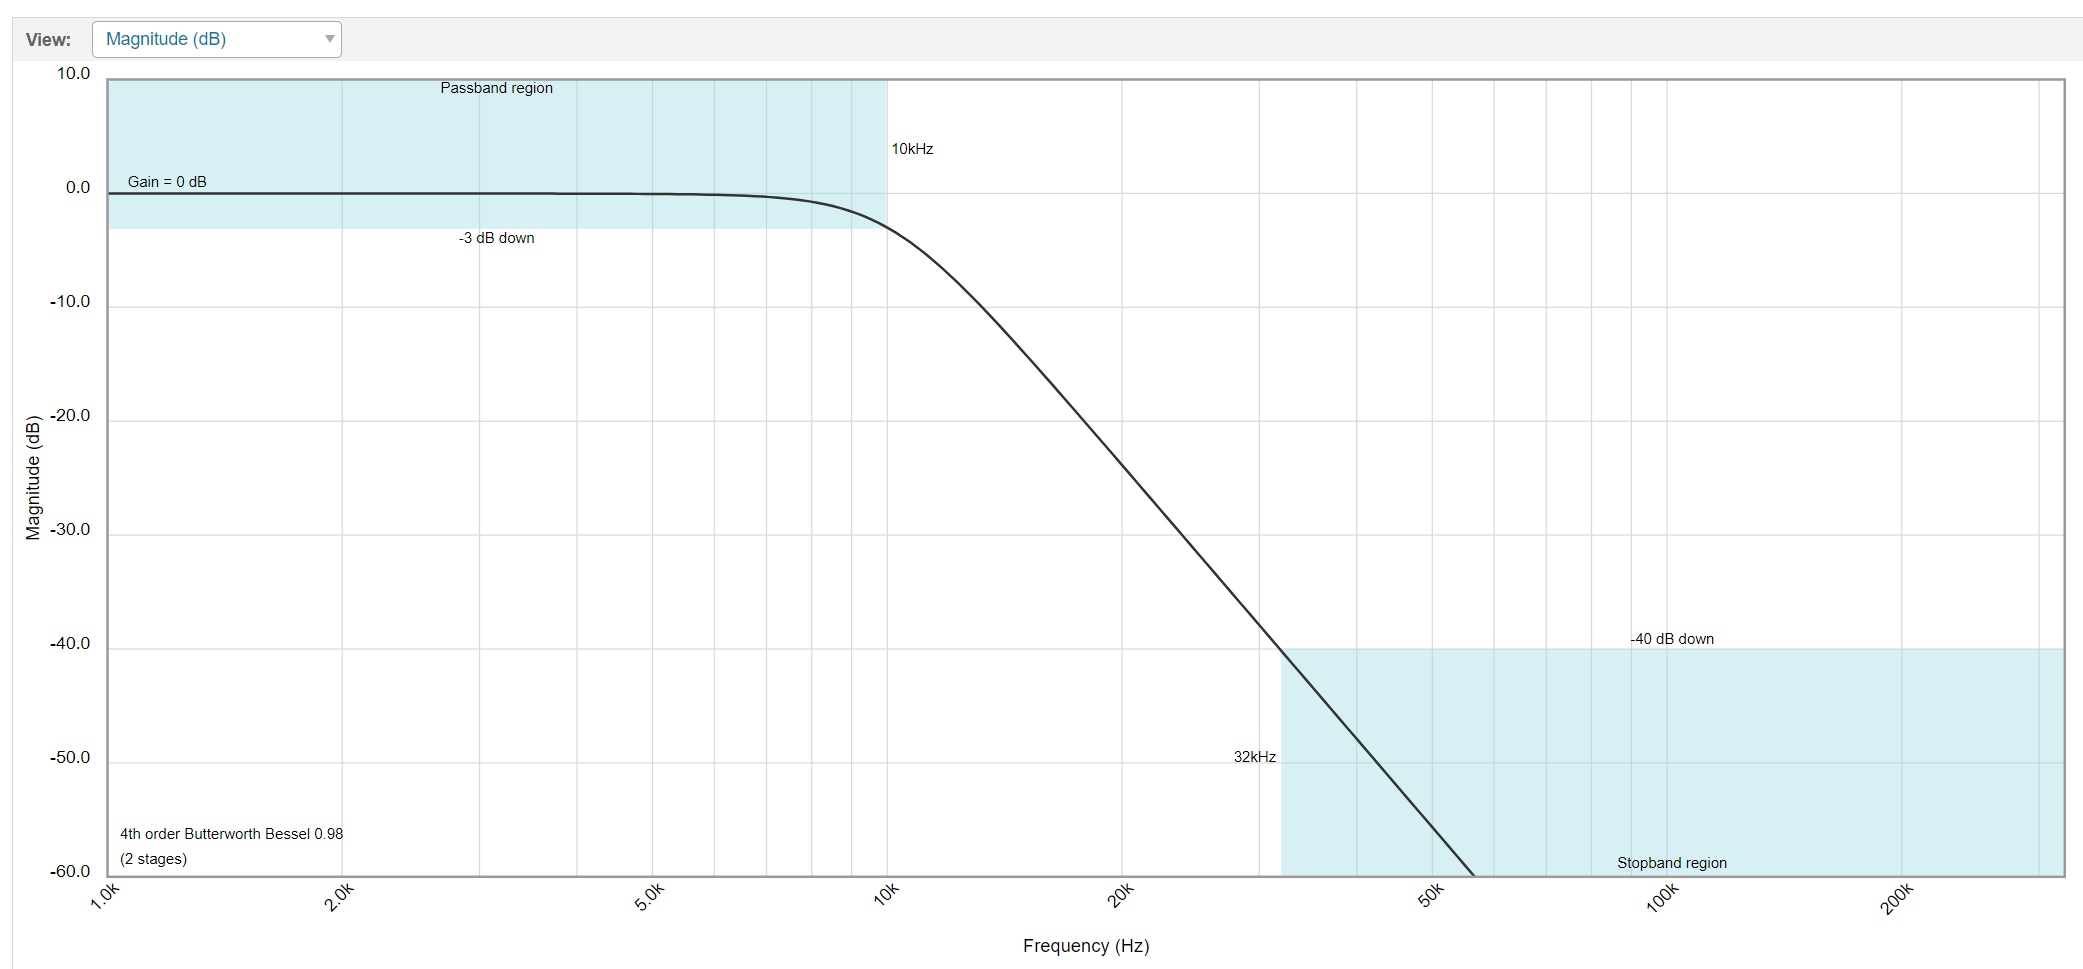 View: Magnitude (dB)
10.0
Passband region
10kHz
Gain = 0 dB
0.0
-3 dB down
-10.0
-20.0
Magnitude (dB)
-30.0
-40.0
-40 dB down
-50.0
32kHz
4th order Butterworth Bessel 0.98
(2 stages)
Stopband region
-60.0
1.0k 2.0k 5.0k 10k 20k 50k 100k 200k
Frequency (Hz)